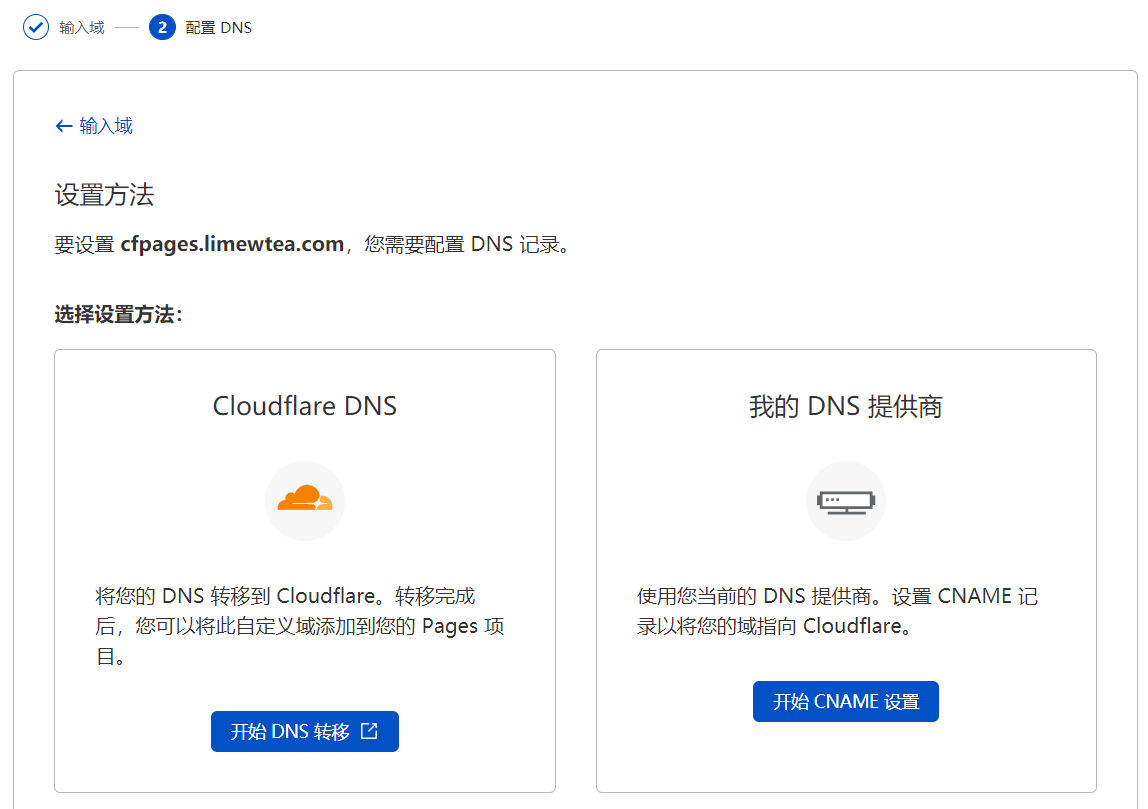 输入域 2 配置 DNS
← 输入域
设置方法
要设置 cfpages.limewtea.com，您需要配置 DNS 记录。
选择设置方法：
Cloudflare DNS
将您的 DNS 转移到 Cloudflare。转移完成
后，您可以将此自定义域添加到您的 Pages 项
目。
开始 DNS 转移
我的 DNS 提供商
使用您当前的 DNS 提供商。设置 CNAME 记
录以将您的域指向 Cloudflare。
开始 CNAME 设置